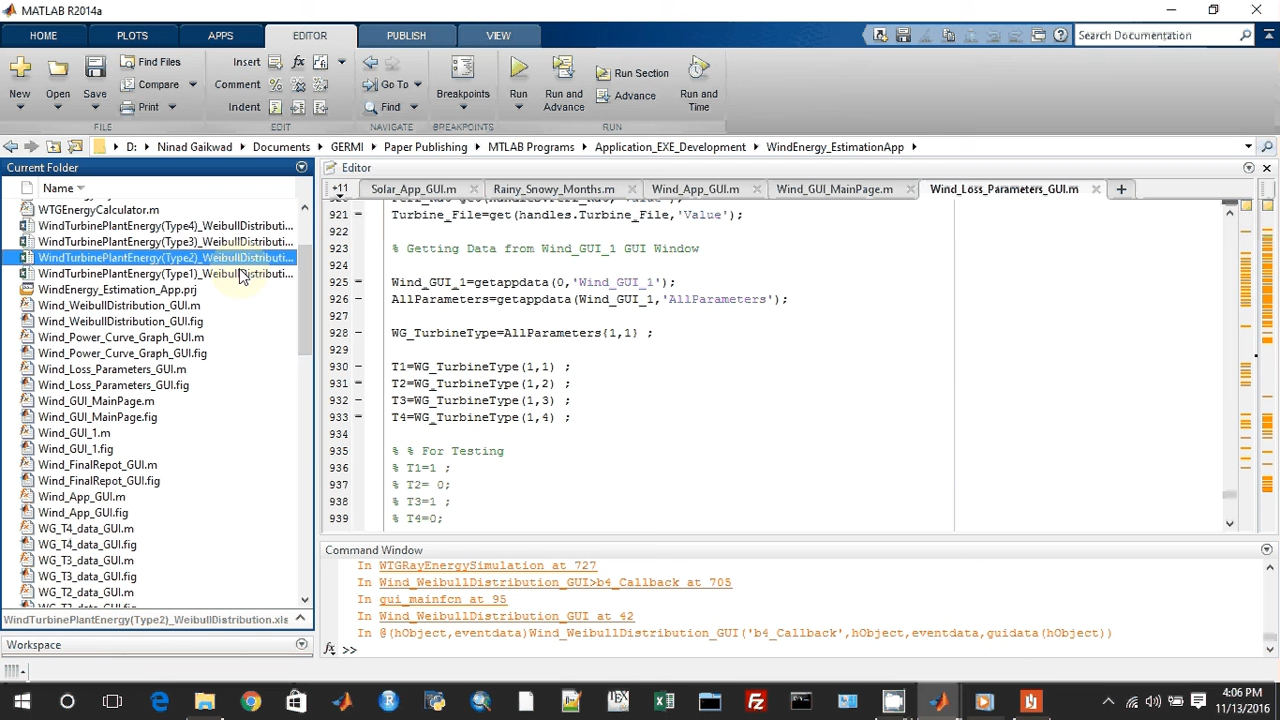 MATLAB R2014a
HOME PLOTS APPS EDITOR PUBLISH VIEW Search Documentation
New Open Save Find Files Compare Print FILE
Insert Comment Indent EDIT
Go To Find NAVIGATE
Breakpoints BREAKPOINTS
Run Run and Advance Run Section Advance Run and Time RUN
D: Ninad Gaikwad Documents GERMI Paper Publishing MTLAB Programs Application_EXE_Development WindEnergy_EstimationApp
Current Folder
Name
WTGEnergyCalculator.m
WindTurbinePlantEnergy(Type4)_WeibullDistributi...
WindTurbinePlantEnergy(Type3)_WeibullDistributi...
WindTurbinePlantEnergy(Type2)_WeibullDistributi...
WindTurbinePlantEnergy(Type1)_WeibullDistributi...
WindEnergy_Estimation_App.prj
Wind_WeibullDistribution_GUI.m
Wind_WeibullDistribution_GUI.fig
Wind_Power_Curve_Graph_GUI.m
Wind_Power_Curve_Graph_GUI.fig
Wind_Loss_Parameters_GUI.m
Wind_Loss_Parameters_GUI.fig
Wind_GUI_MainPage.m
Wind_GUI_MainPage.fig
Wind_GUI_1.m
Wind_GUI_1.fig
Wind_FinalRepot_GUI.m
Wind_FinalRepot_GUI.fig
Wind_App_GUI.m
Wind_App_GUI.fig
WG_T4_data_GUI.m
WG_T4_data_GUI.fig
WG_T3_data_GUI.m
WG_T3_data_GUI.fig
WG_T2_data_GUI.m
WindTurbinePlantEnergy(Type2)_WeibullDistribution.xls
Workspace
Editor
+11 Solar_App_GUI.m Rainy_Snowy_Months.m Wind_App_GUI.m Wind_GUI_MainPage.m Wind_Loss_Parameters_GUI.m
921 Turbine_File=get(handles.Turbine_File,'Value');
922
923 % Getting Data from Wind_GUI_1 GUI Window
924
925 Wind_GUI_1=getappdata(0,'Wind_GUI_1');
926 AllParameters=getappdata(Wind_GUI_1,'AllParameters');
927
928 WG_TurbineType=AllParameters{1,1} ;
929
930 T1=WG_TurbineType(1,1) ;
931 T2=WG_TurbineType(1,2) ;
932 T3=WG_TurbineType(1,3) ;
933 T4=WG_TurbineType(1,4) ;
934
935 % % For Testing
936 % T1=1 ;
937 % T2= 0;
938 % T3=1 ;
939 % T4=0;
Command Window
In WTGRayEnergySimulation at 727
In Wind_WeibullDistribution_GUI>b4_Callback at 705
In gui_mainfcn at 95
In Wind_WeibullDistribution_GUI at 42
In @(hObject,eventdata)Wind_WeibullDistribution_GUI('b4_Callback',hObject,eventdata,guidata(hObject))
fx >>
4:06 PM
11/13/2016